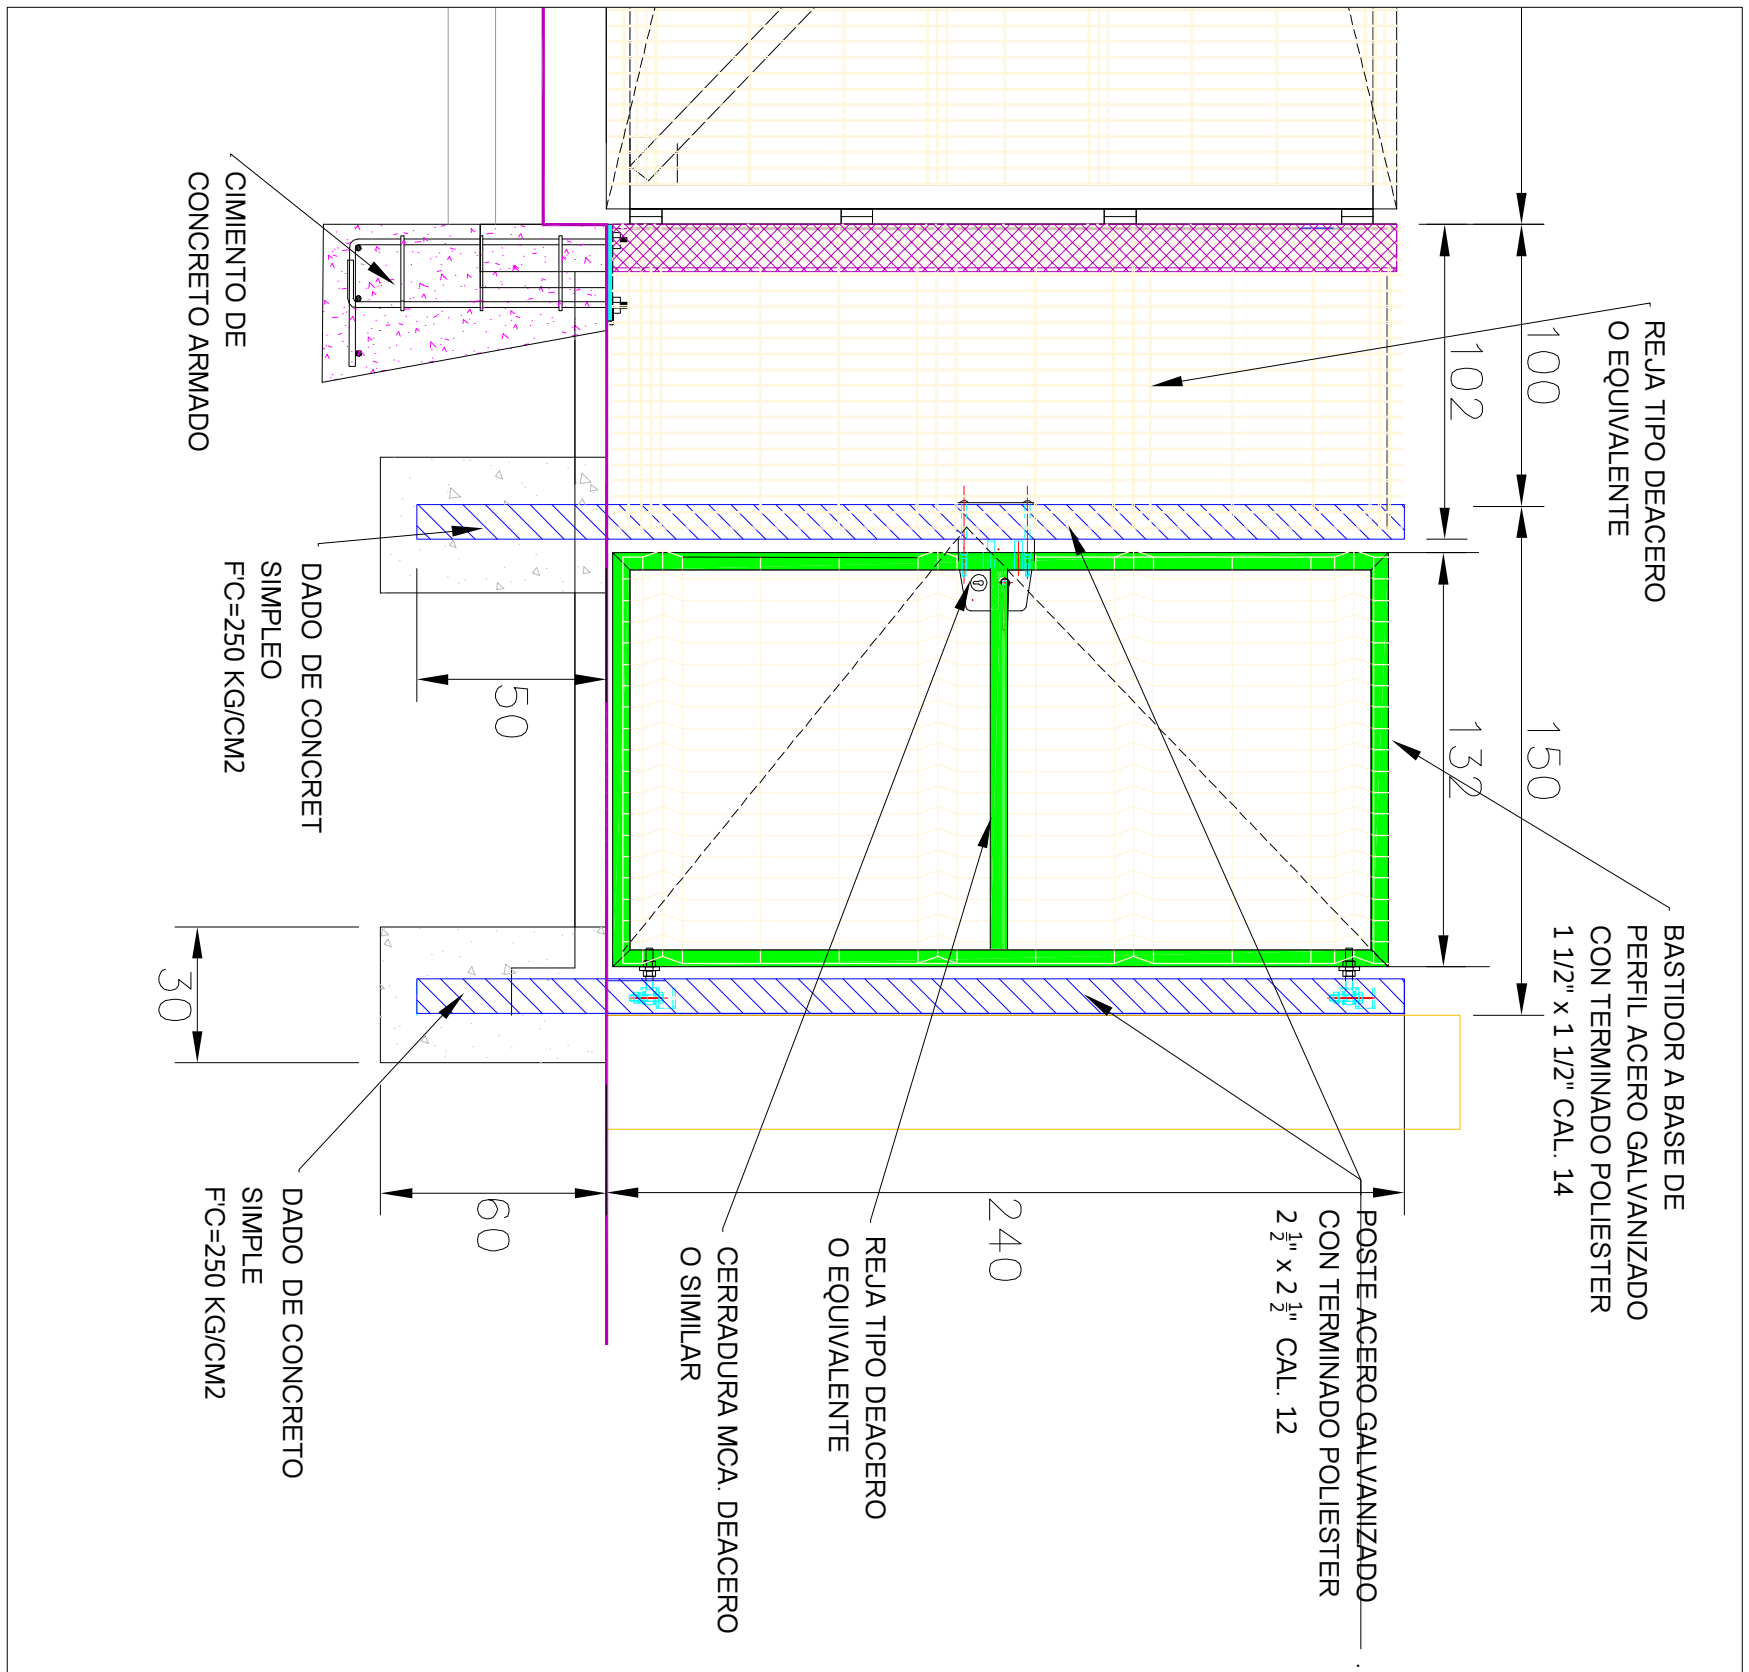 REJA TIPO DEACERO
O EQUIVALENTE
100
102
BASTIDOR A BASE DE
PERFIL ACERO GALVANIZADO
CON TERMINADO POLIESTER
1 1/2" x 1 1/2" CAL. 14
150
132
POSTE ACERO GALVANIZADO
CON TERMINADO POLIESTER
2 ½" x 2 ½" CAL. 12
240
REJA TIPO DEACERO
O EQUIVALENTE
CERRADURA MCA. DEACERO
O SIMILAR
CIMIENTO DE
CONCRETO ARMADO
50
DADO DE CONCRET
SIMPLEO
F'C=250 KG/CM2
60
30
DADO DE CONCRETO
SIMPLE
F'C=250 KG/CM2